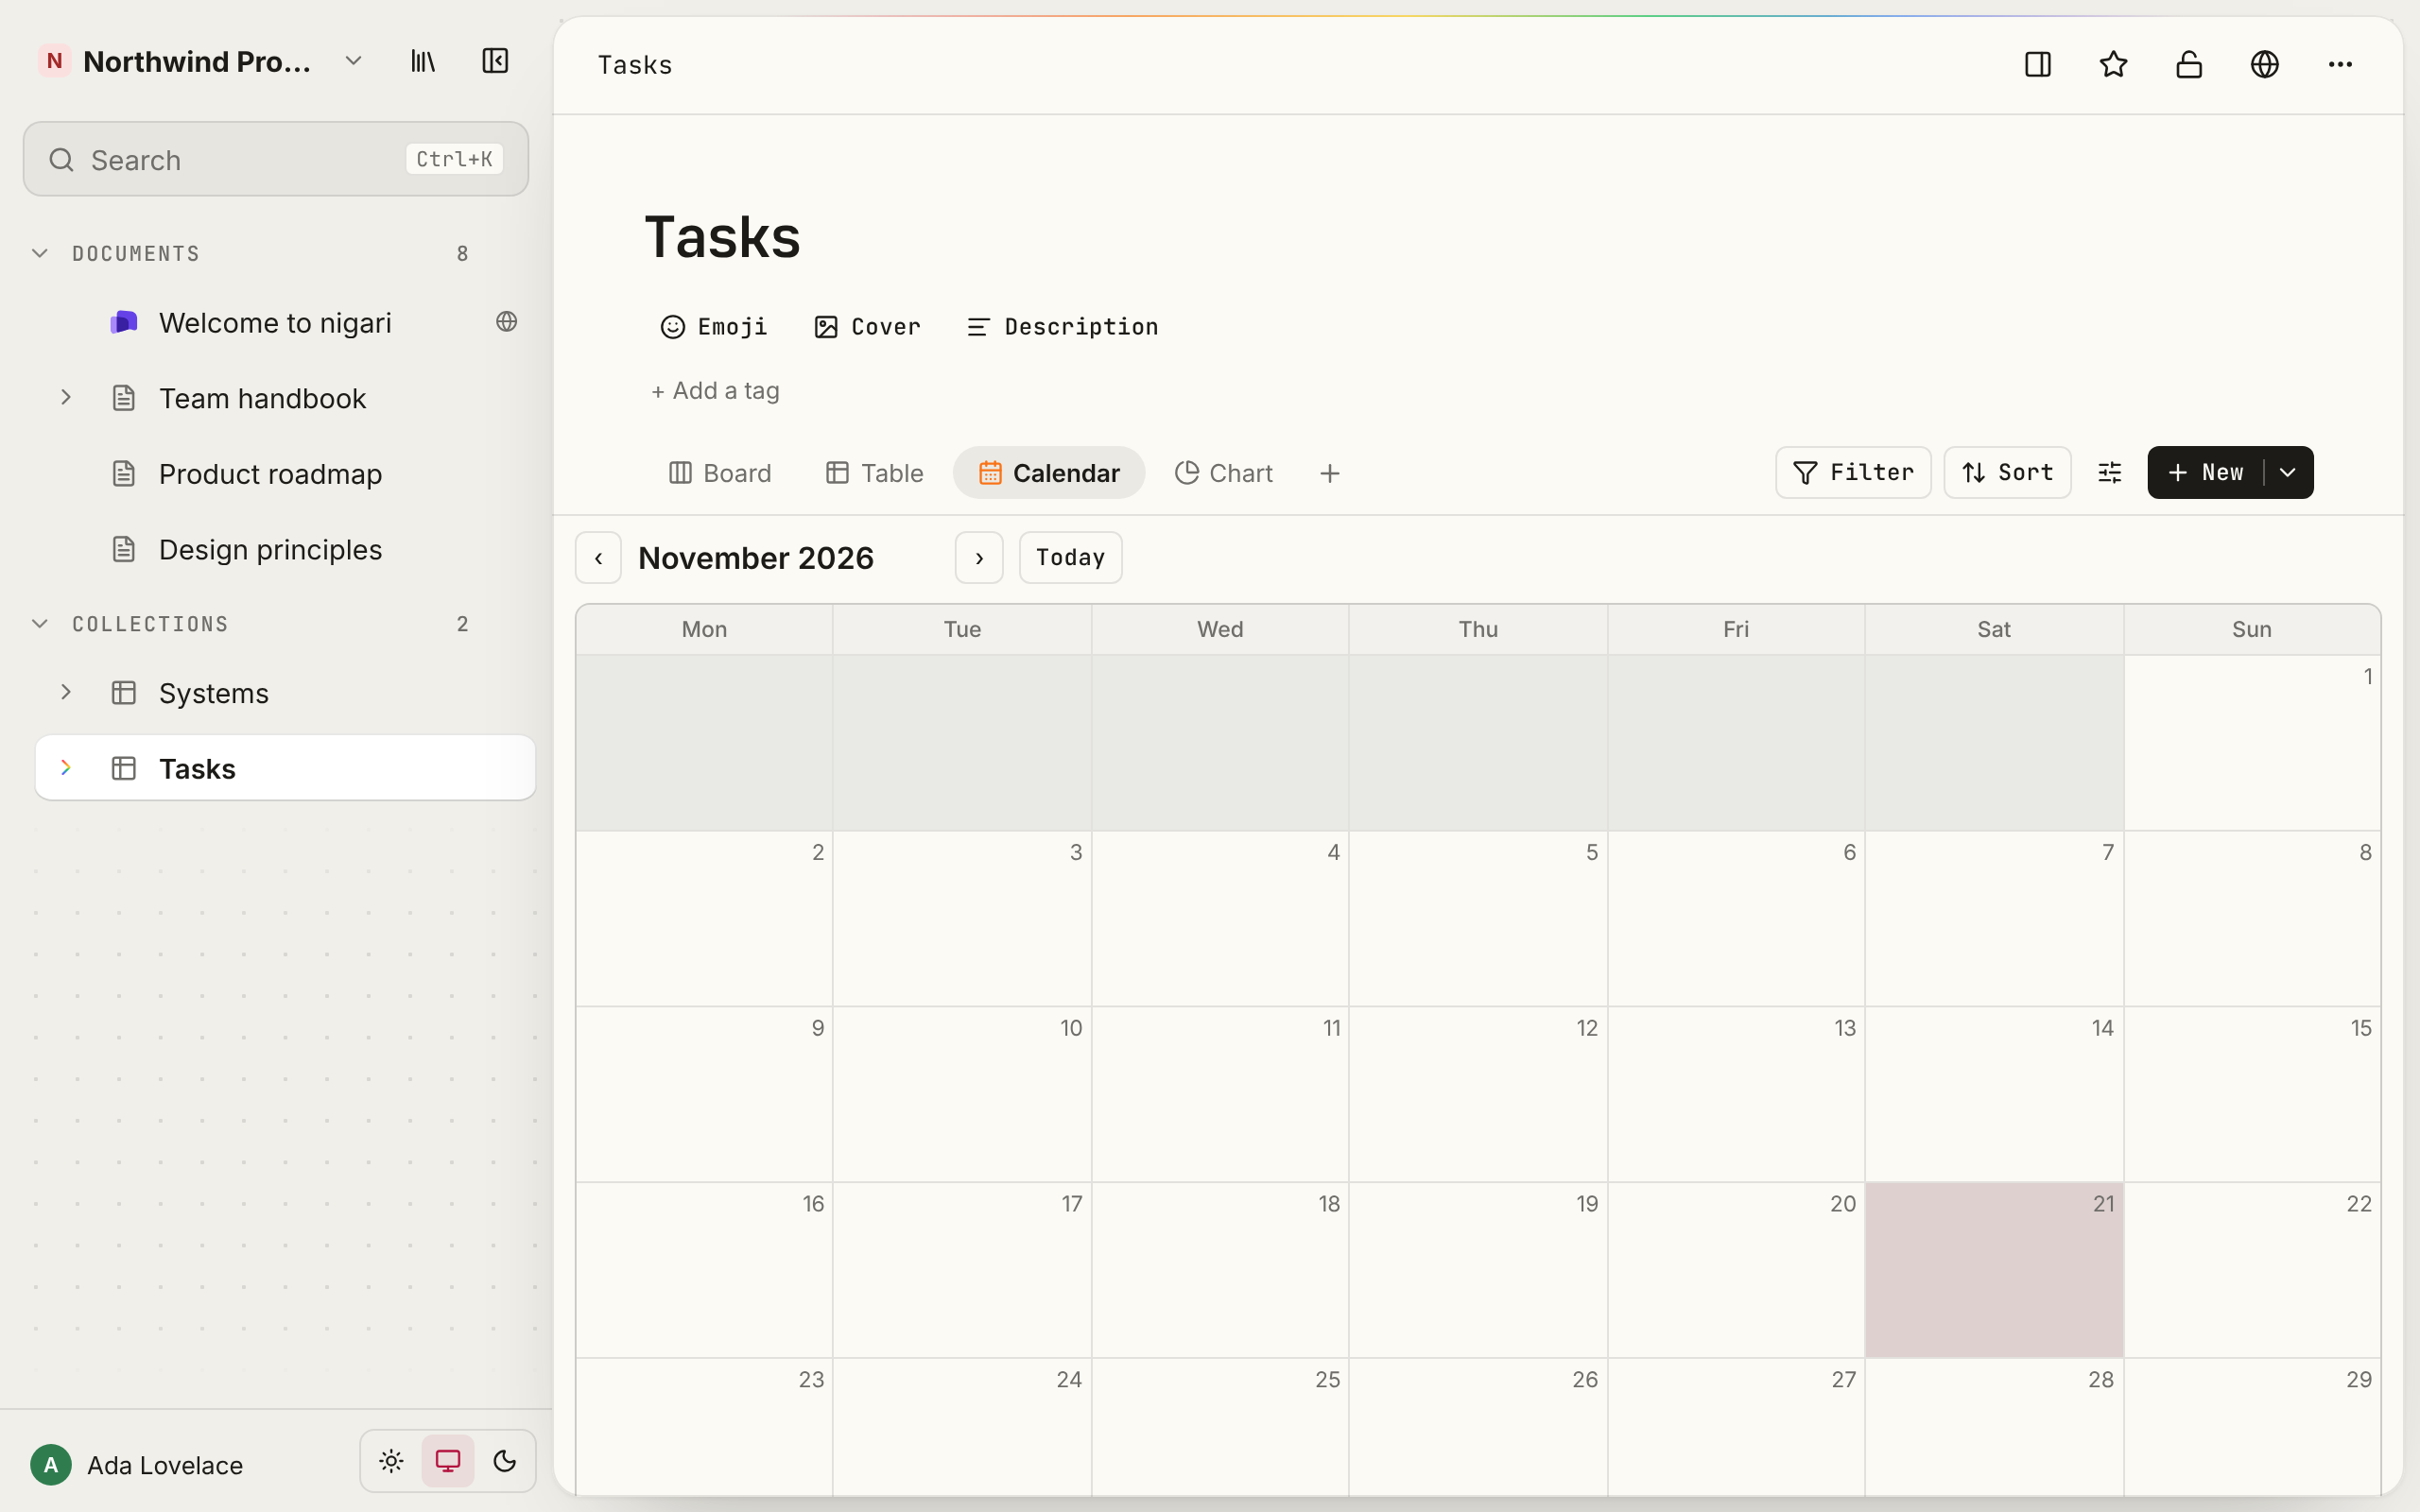 N Northwind Pro...
Search Ctrl+K
DOCUMENTS 8
Welcome to nigari
Team handbook
Product roadmap
Design principles
COLLECTIONS 2
Systems
Tasks
A Ada Lovelace
Tasks
Tasks
Emoji Cover Description
+ Add a tag
Board Table Calendar Chart + Filter Sort + New
‹ November 2026 › Today
Mon Tue Wed Thu Fri Sat Sun
1
2 3 4 5 6 7 8
9 10 11 12 13 14 15
16 17 18 19 20 21 22
23 24 25 26 27 28 29